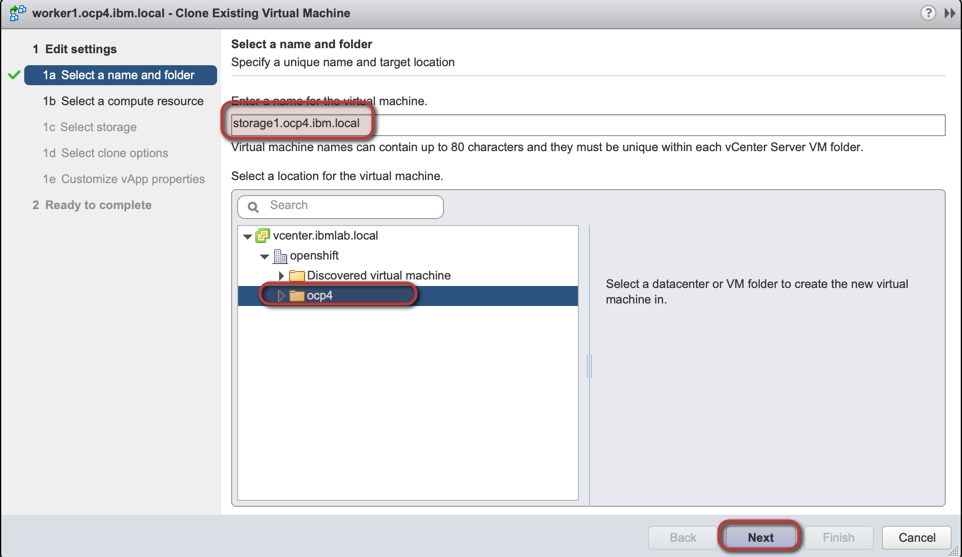 worker1.ocp4.ibm.local - Clone Existing Virtual Machine
1 Edit settings
1a Select a name and folder
1b Select a compute resource
1c Select storage
1d Select clone options
1e Customize vApp properties
2 Ready to complete
Select a name and folder
Specify a unique name and target location
Enter a name for the virtual machine.
storage1.ocp4.ibm.local
Virtual machine names can contain up to 80 characters and they must be unique within each vCenter Server VM folder.
Select a location for the virtual machine.
Search
vcenter.ibmlab.local
openshift
Discovered virtual machine
ocp4
Select a datacenter or VM folder to create the new virtual
machine in.
Back
Next
Finish
Cancel